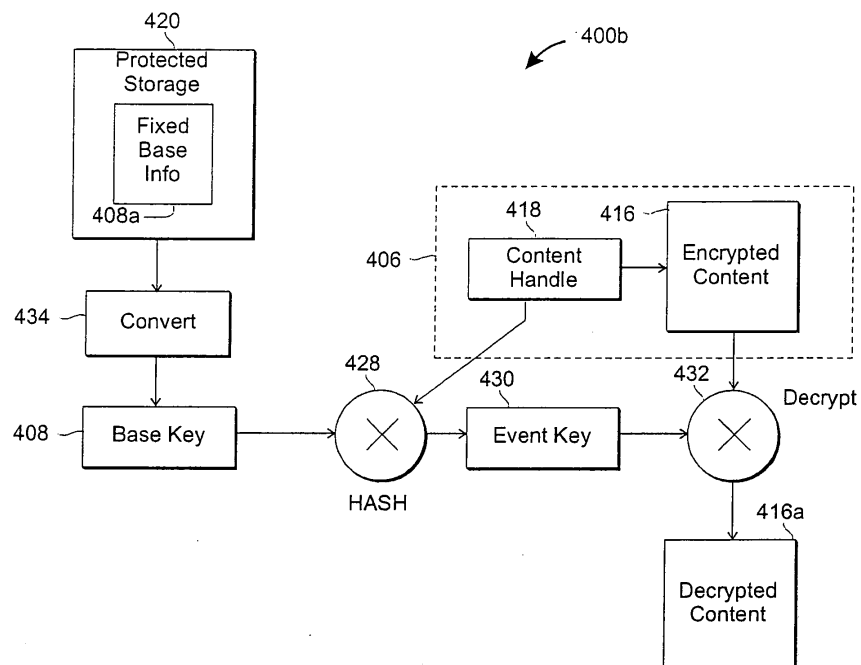 420
400b
Protected
Storage
Fixed
Base
Info
408a
418
416
406
Content
Handle
Encrypted
Content
434
Convert
428
430
432
Decrypt
408
Base Key
Event Key
HASH
416a
Decrypted
Content